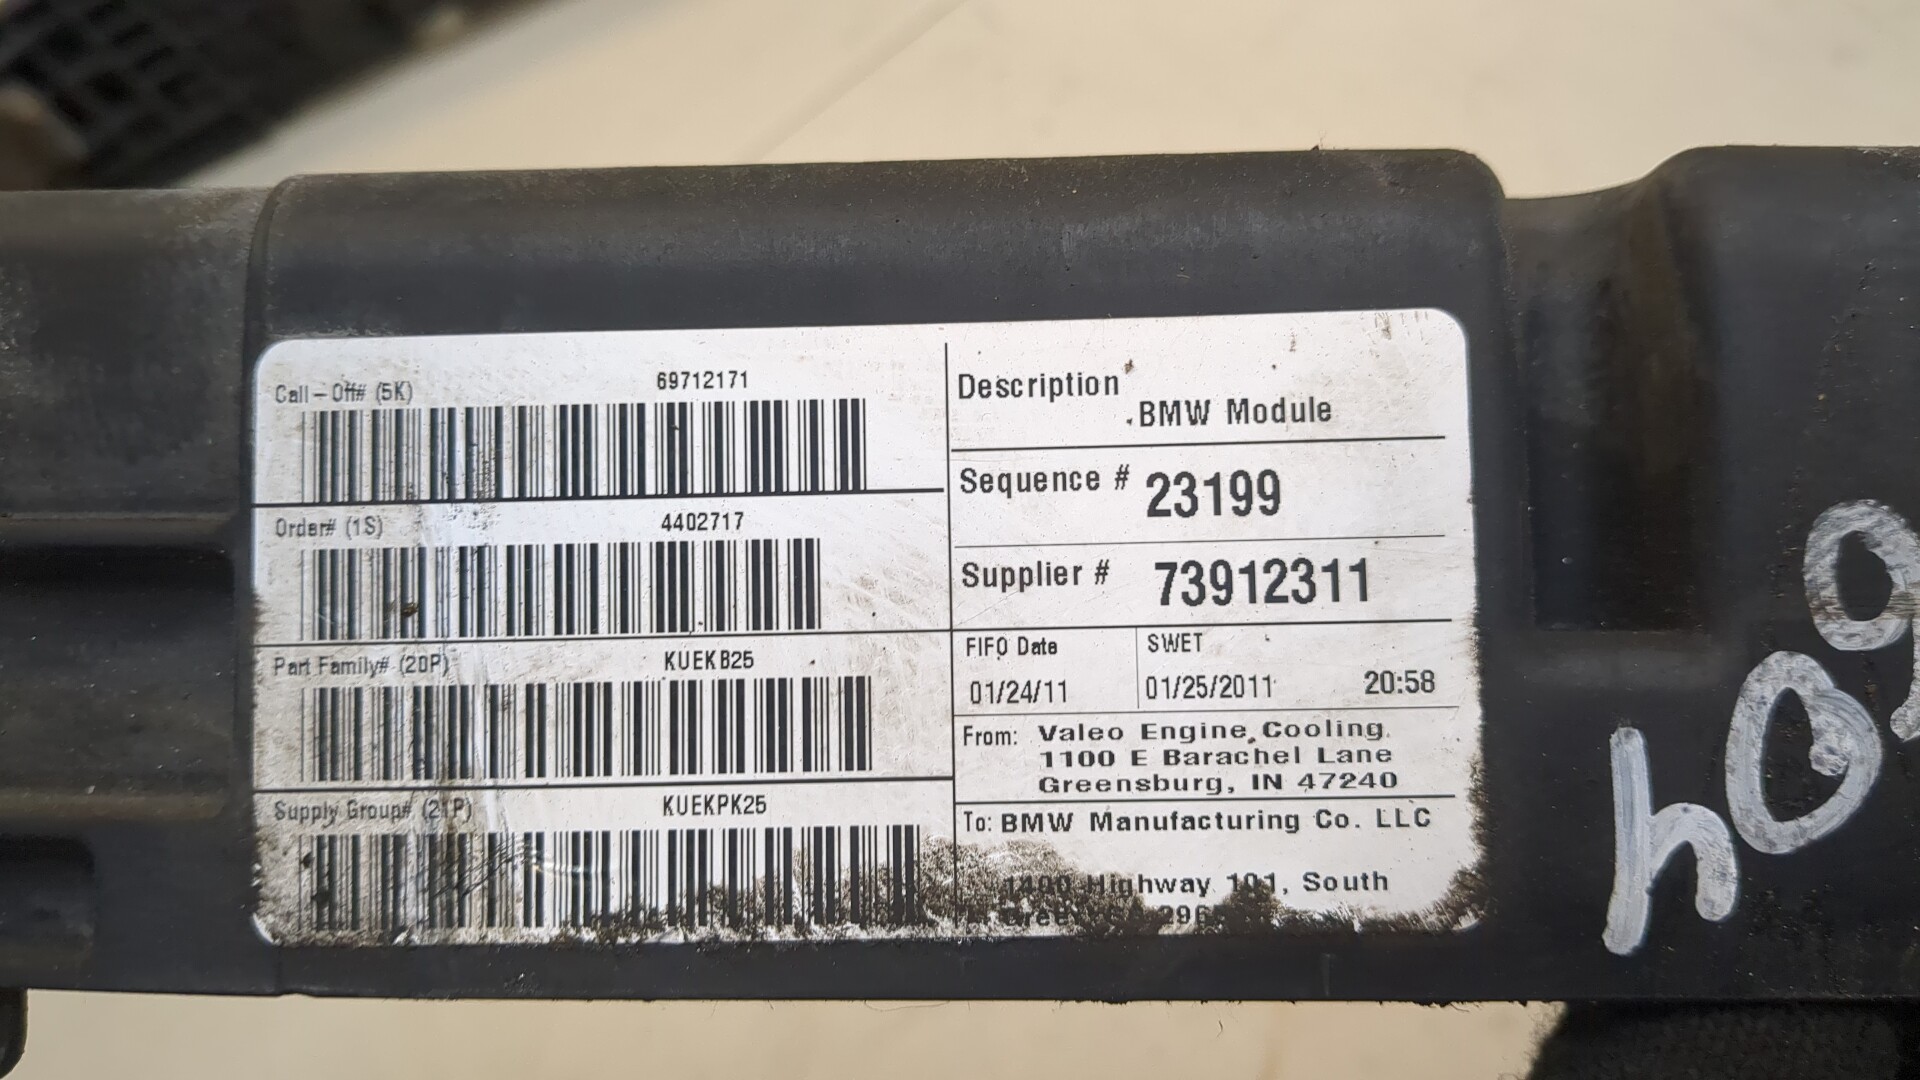 Call-Off# (5K) 69712171
Order# (1S) 4402717
Part Family# (20P) KUEKB25
Supply Group# (21P) KUEKPK25
Description
BMW Module
Sequence # 23199
Supplier # 73912311
FIFO Date
01/24/11
SWET
01/25/2011 20:58
From: Valeo Engine Cooling
1100 E Barachel Lane
Greensburg, IN 47240
To: BMW Manufacturing Co. LLC
1400 Highway 101, South